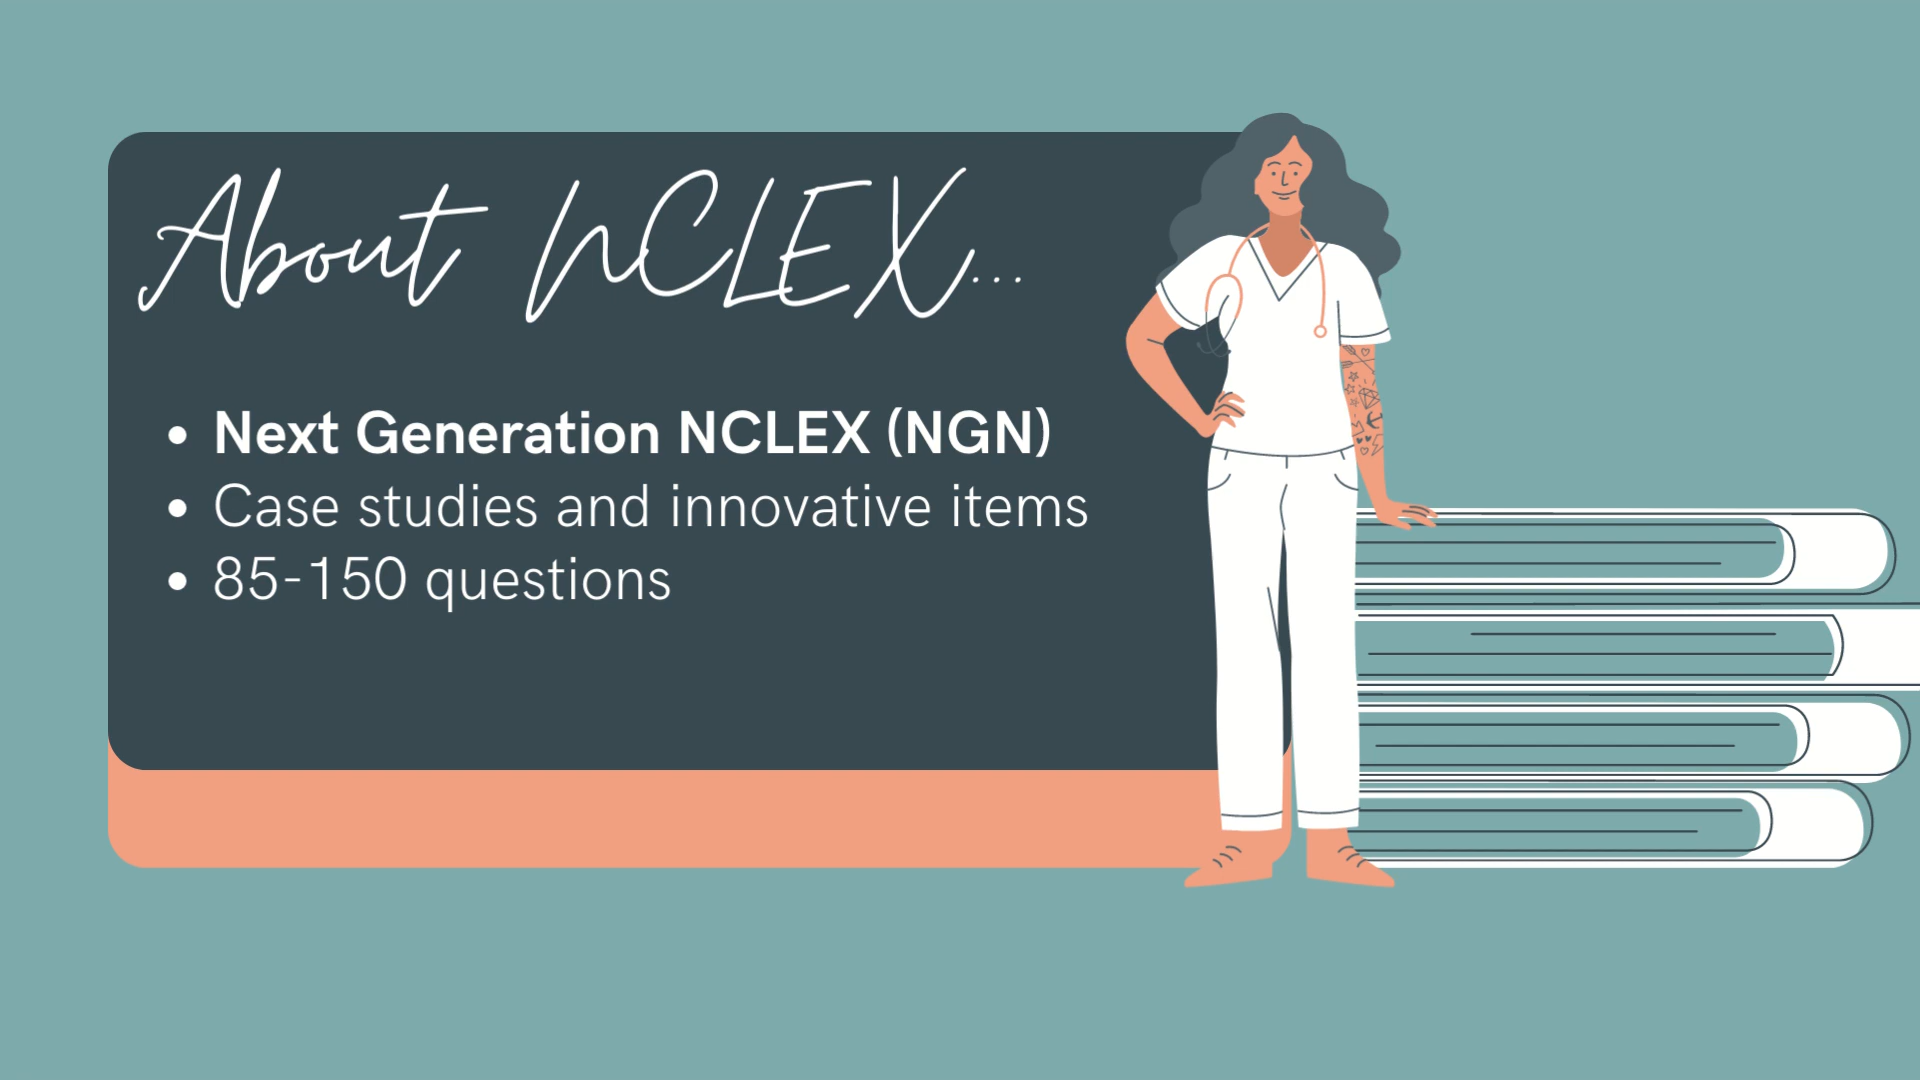 About NCLEX...
• Next Generation NCLEX (NGN)
• Case studies and innovative items
• 85-150 questions